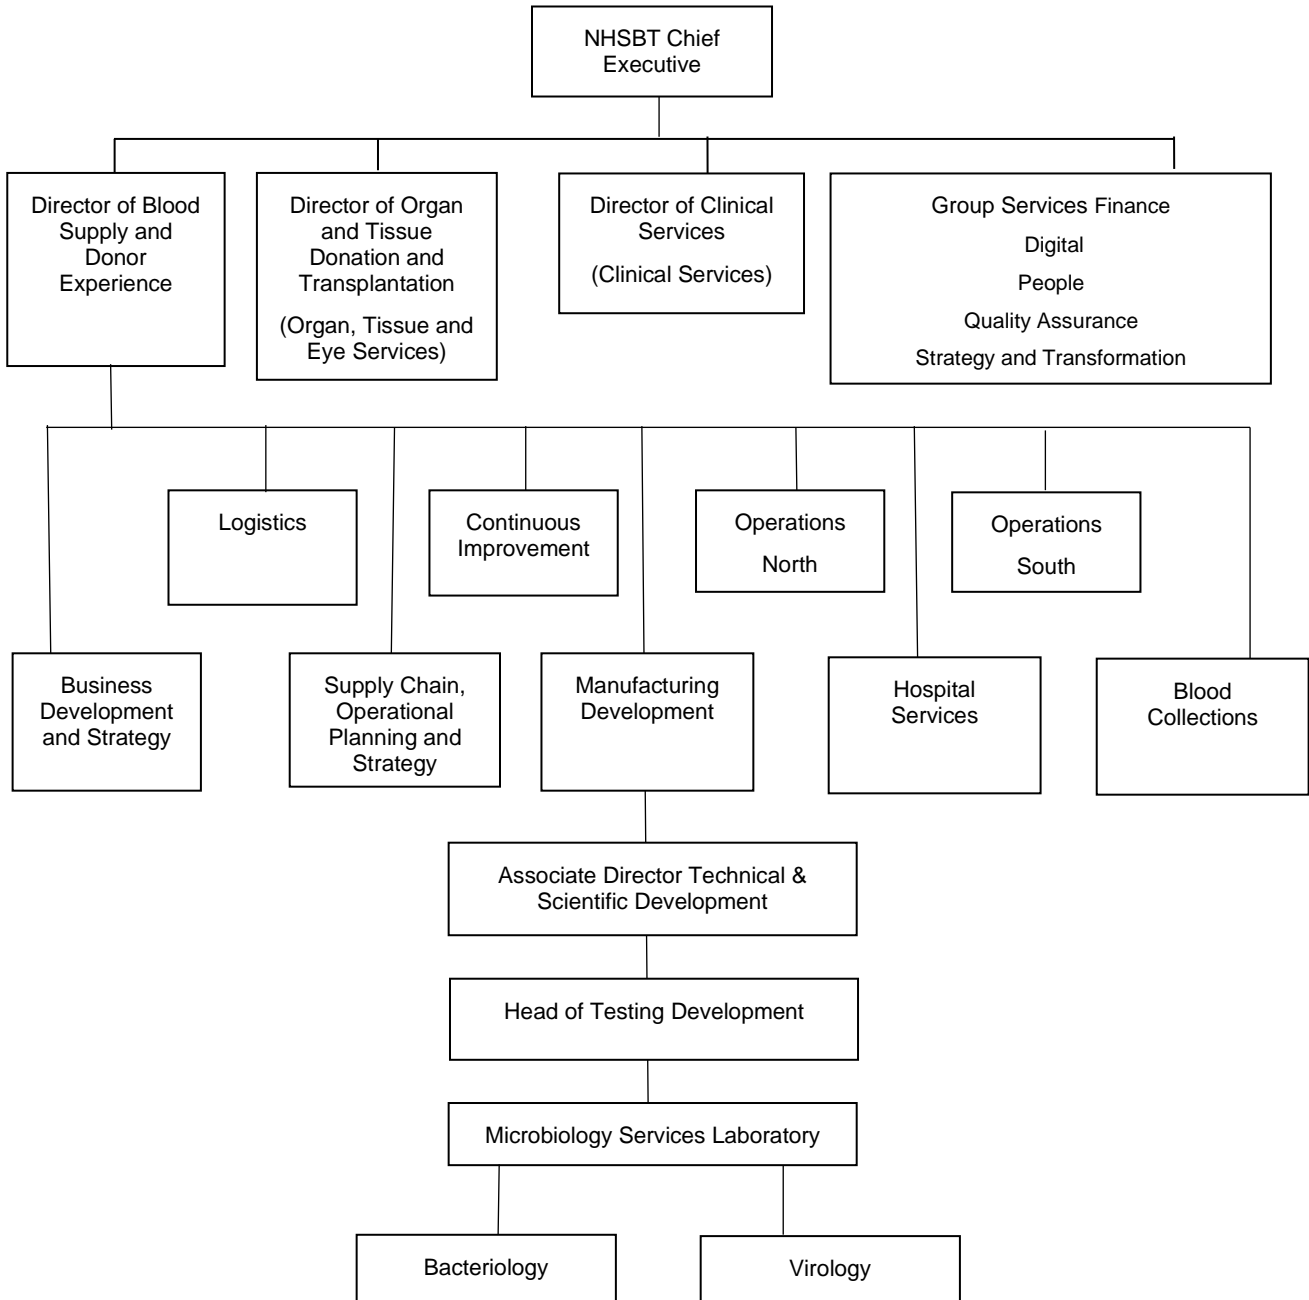 NHSBT Chief
Executive
Director of Blood
Supply and
Donor
Experience
Director of Organ
and Tissue
Donation and
Transplantation
(Organ, Tissue and
Eye Services)
Director of Clinical
Services
(Clinical Services)
Group Services Finance
Digital
People
Quality Assurance
Strategy and Transformation
Logistics
Continuous
Improvement
Operations
North
Operations
South
Business
Development
and Strategy
Supply Chain,
Operational
Planning and
Strategy
Manufacturing
Development
Hospital
Services
Blood
Collections
Associate Director Technical &
Scientific Development
Head of Testing Development
Microbiology Services Laboratory
Bacteriology
Virology